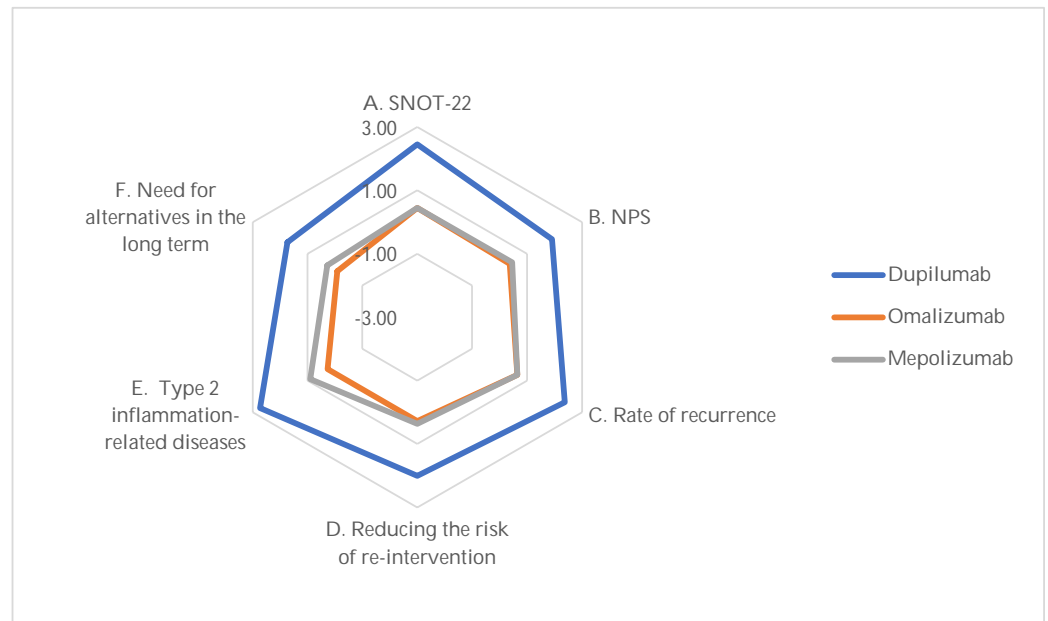 A. SNOT-22
3.00
1.00
-1.00
-3.00
B. NPS
C. Rate of recurrence
D. Reducing the risk
of re-intervention
E. Type 2
inflammation-
related diseases
F. Need for
alternatives in the
long term
Dupilumab
Omalizumab
Mepolizumab